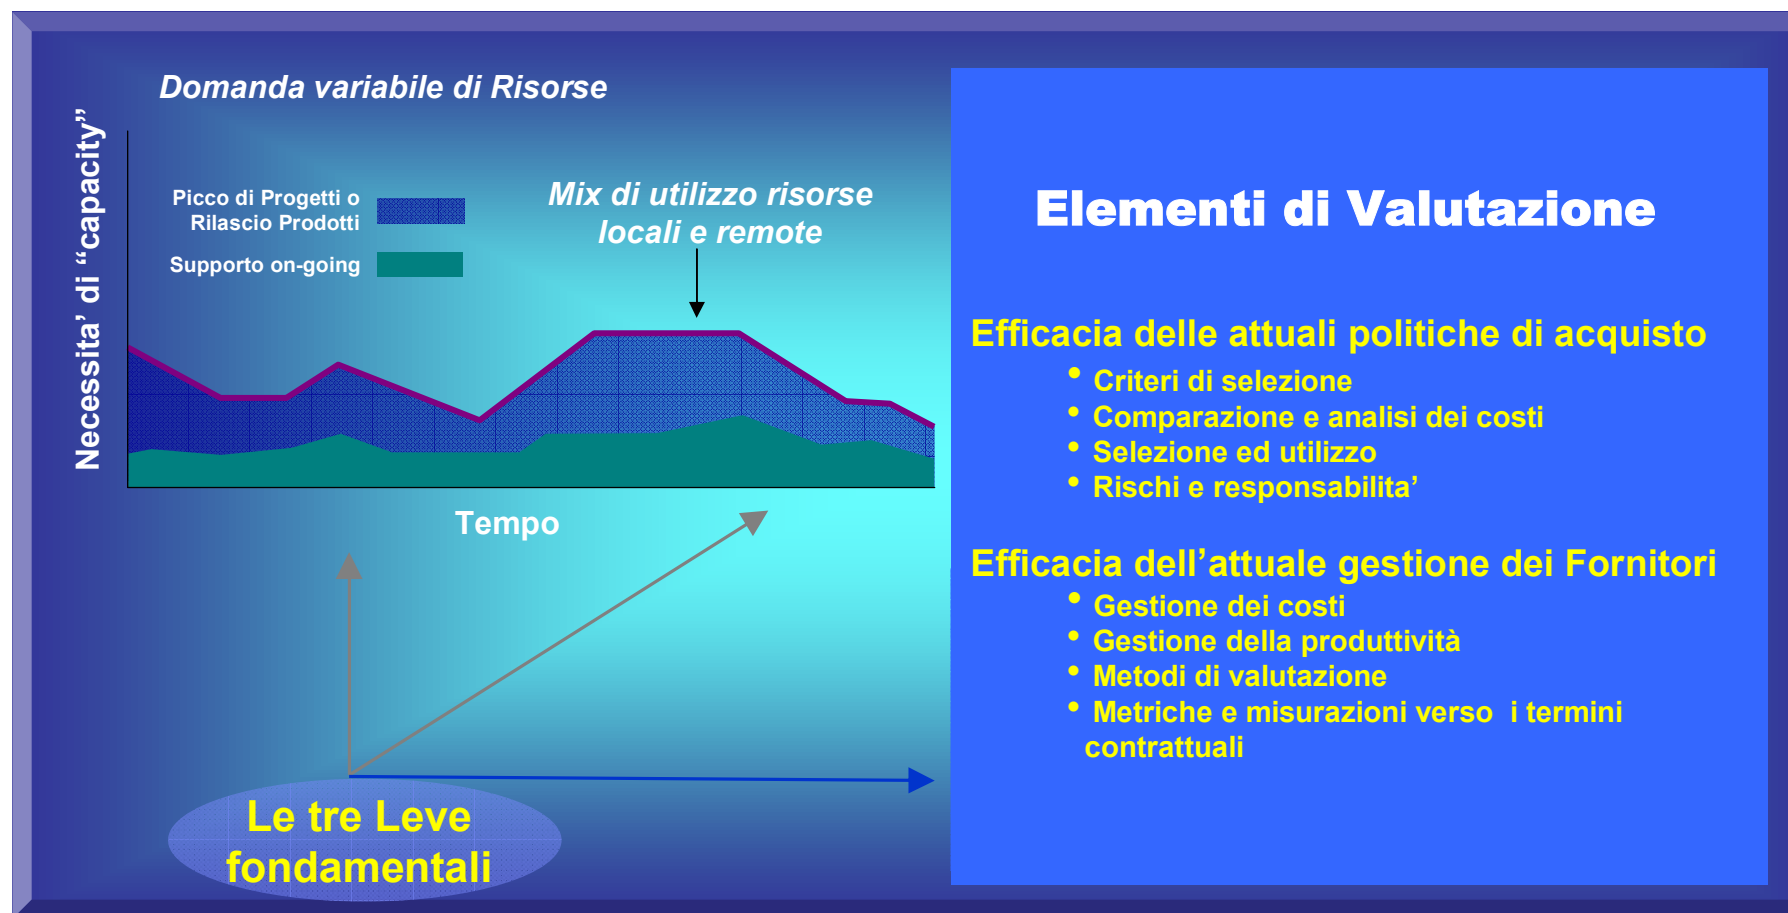 Domanda variabile di Risorse
Necessita’ di “capacity”
Picco di Progetti o
Rilascio Prodotti
Supporto on-going
Mix di utilizzo risorse
locali e remote
Tempo
Le tre Leve
fondamentali
Elementi di Valutazione
Efficacia delle attuali politiche di acquisto
• Criteri di selezione
• Comparazione e analisi dei costi
• Selezione ed utilizzo
• Rischi e responsabilita’
Efficacia dell’attuale gestione dei Fornitori
• Gestione dei costi
• Gestione della produttività
• Metodi di valutazione
• Metriche e misurazioni verso  i termini
contrattuali